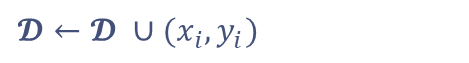 𝓓 ← 𝓓 ∪ (xᵢ, yᵢ)